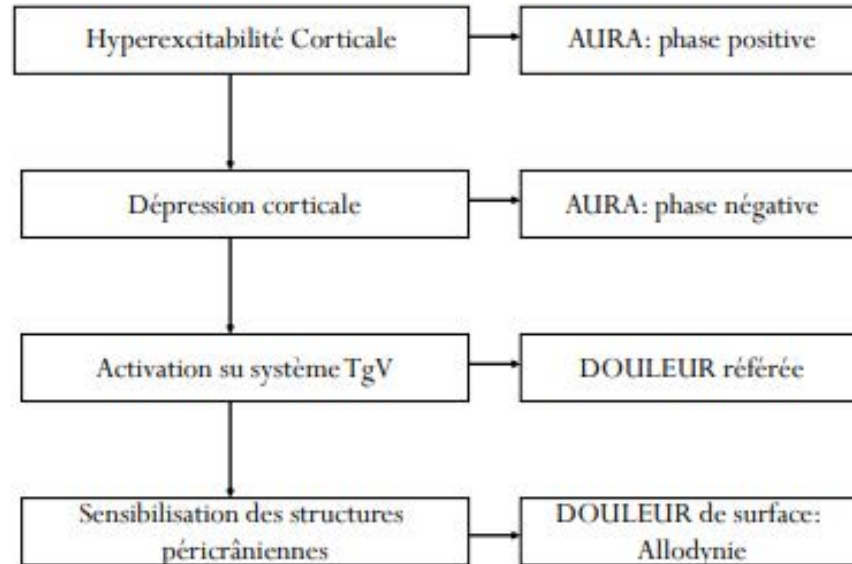 Hyperexcitabilité Corticale
AURA: phase positive
Dépression corticale
AURA: phase négative
Activation su système TgV
DOULEUR référée
Sensibilisation des structures
péricrâniennes
DOULEUR de surface:
Allodynie